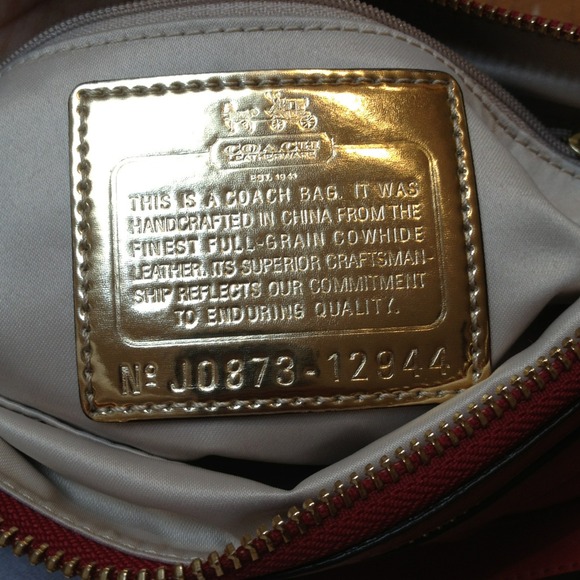 COACH
LEATHERWARE
EST. 1941
THIS IS A COACH BAG. IT WAS
HANDCRAFTED IN CHINA FROM THE
FINEST FULL-GRAIN COWHIDE
LEATHER. ITS SUPERIOR CRAFTSMAN-
SHIP REFLECTS OUR COMMITMENT
TO ENDURING QUALITY.
Nº J0873-12944